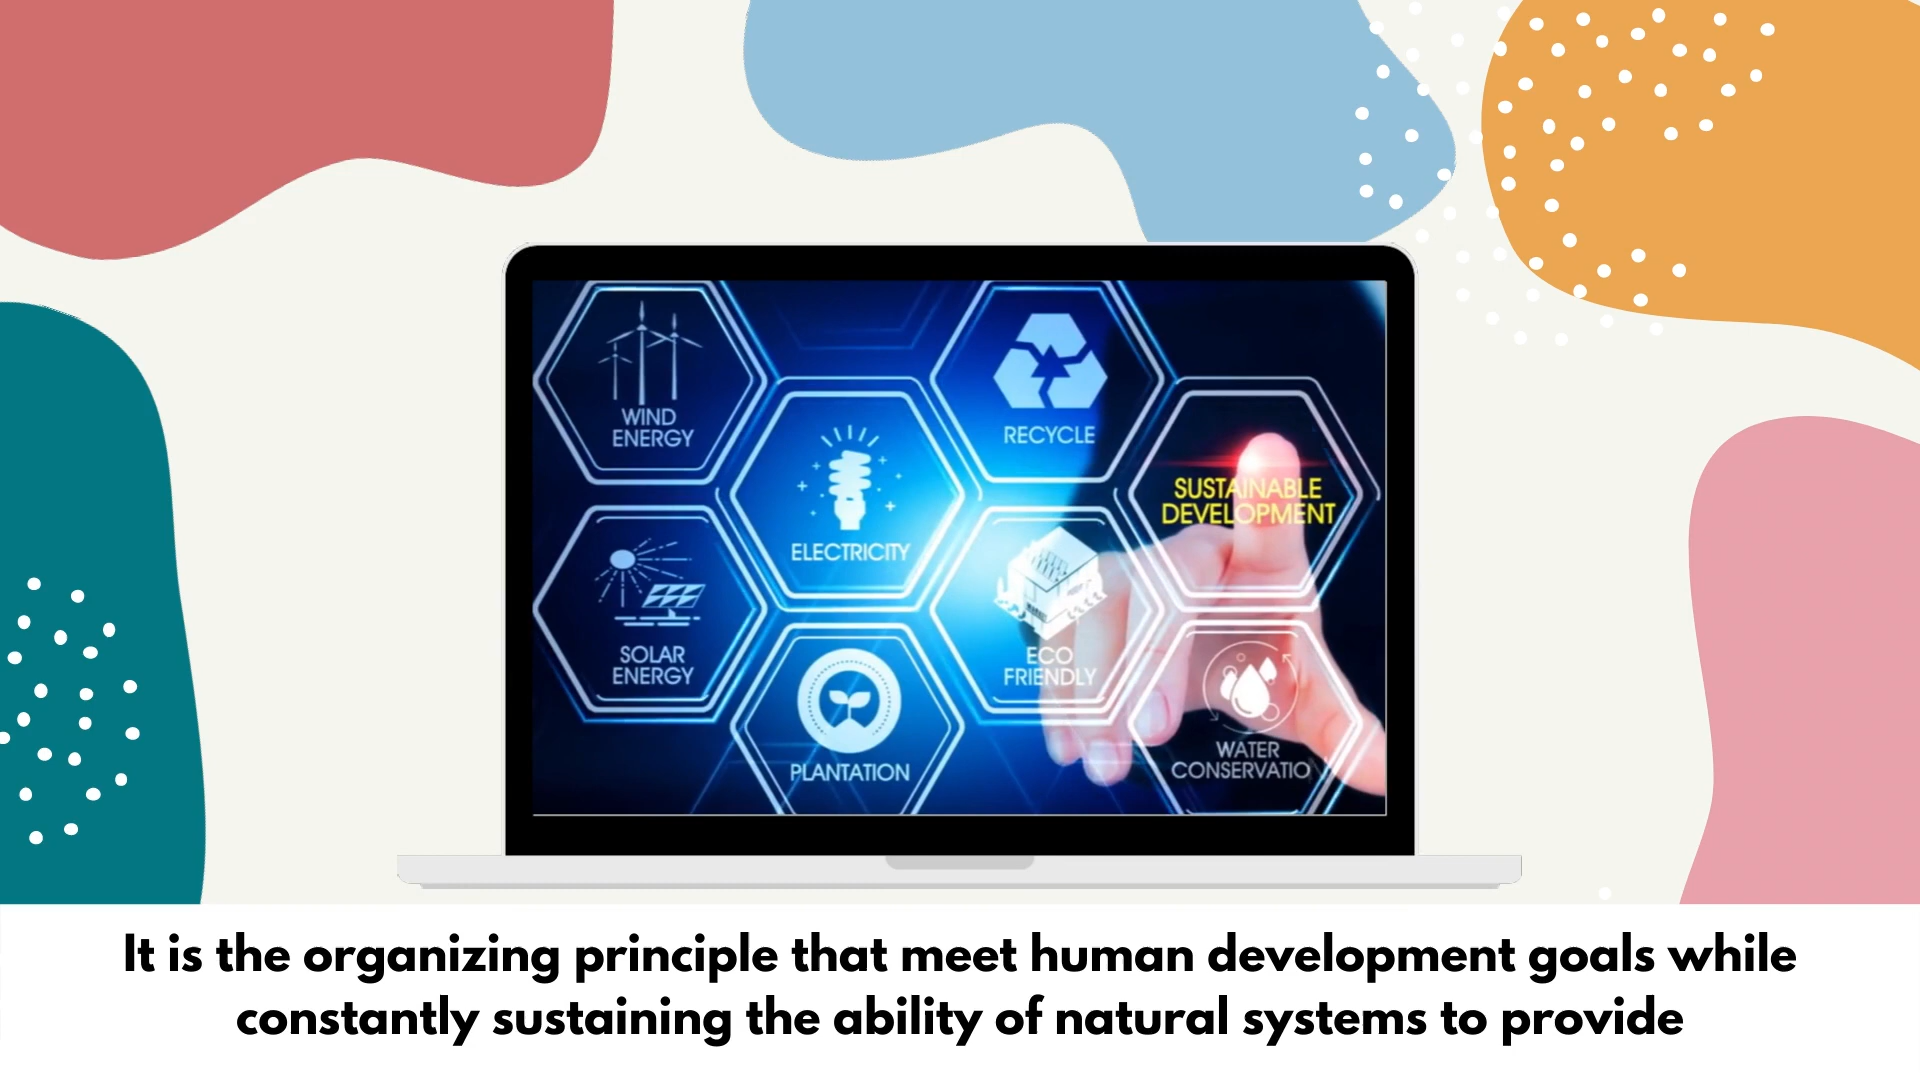 WIND
ENERGY
RECYCLE
SUSTAINABLE
DEVELOPMENT
ELECTRICITY
SOLAR
ENERGY
ECO
FRIENDLY
PLANTATION
WATER
CONSERVATIO
It is the organizing principle that meet human development goals while
constantly sustaining the ability of natural systems to provide